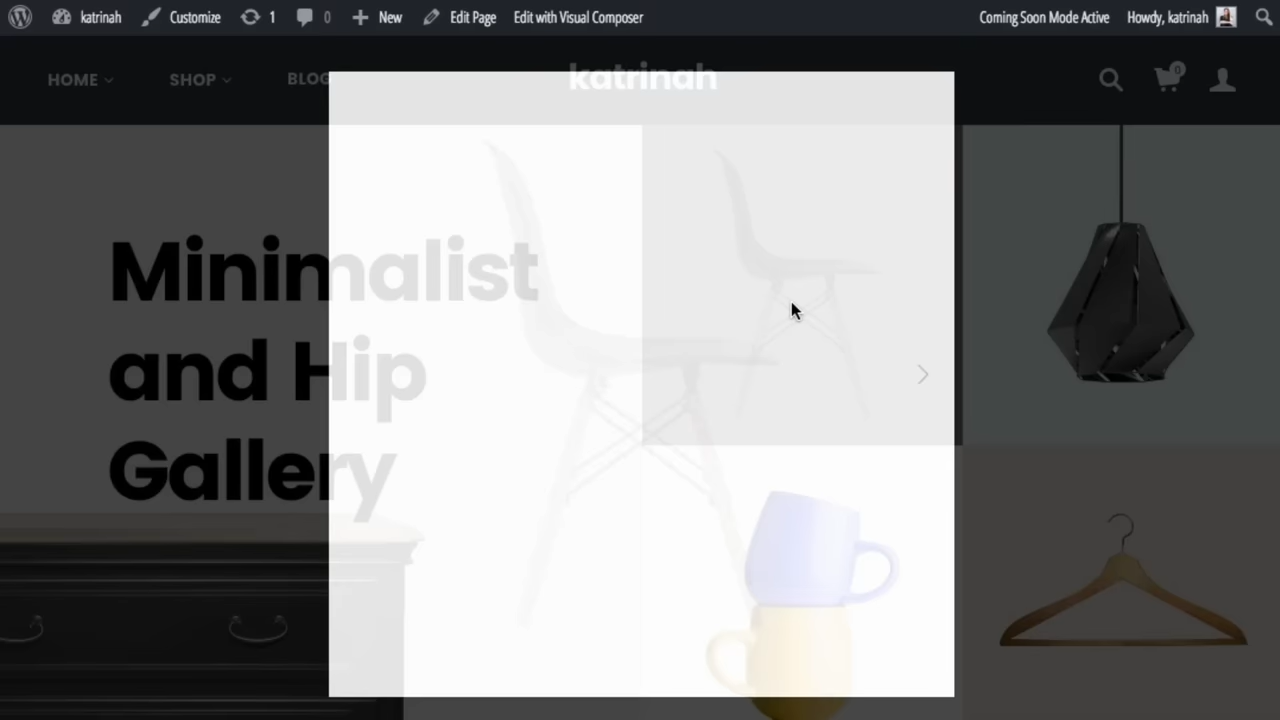 katrinah Customize 1 0 New Edit Page Edit with Visual Composer Coming Soon Mode Active Howdy, katrinah
HOME SHOP BLOG katrinah 0
Minimalist
and Hip
Gallery